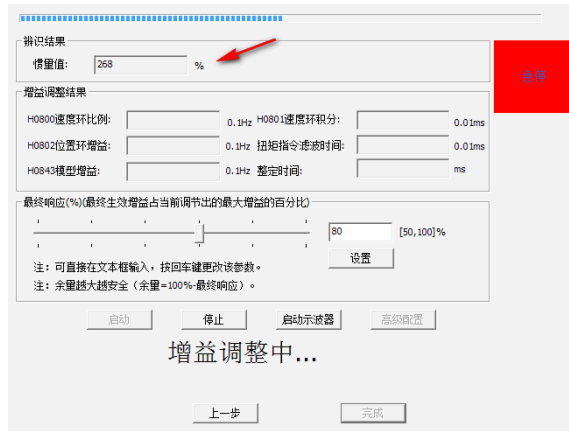 辨识结果
惯量值: 268 %
急停
增益调整结果
H0800速度环比例: 0.1Hz H0801速度环积分: 0.01ms
H0802位置环增益: 0.1Hz 扭矩指令滤波时间: 0.01ms
H0843模型增益: 0.1Hz 整定时间: ms
最终响应(%)(最终生效增益占当前调节出的最大增益的百分比)
80 [50,100]%
设置
注：可直接在文本框输入，按回车键更改该参数。
注：余量越大越安全（余量=100%-最终响应）。
启动 停止 启动示波器 高级配置
增益调整中...
上一步 完成